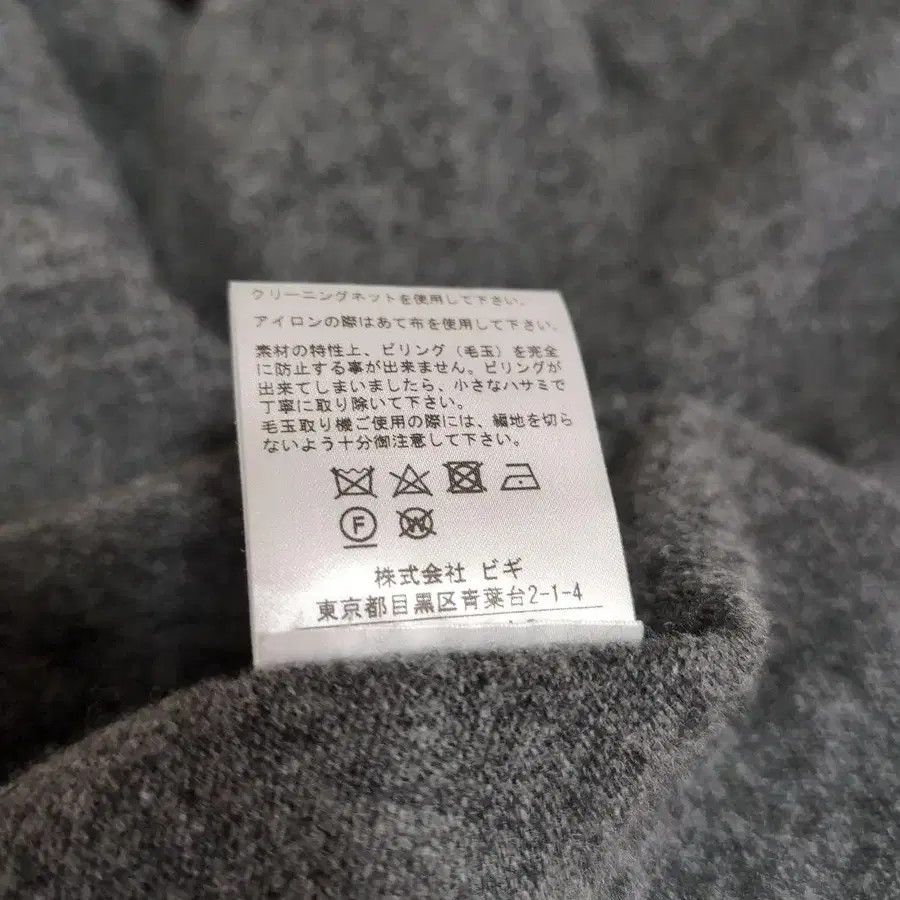 クリーニングネットを使用して下さい。
アイロンの際はあて布を使用して下さい。
素材の特性上、ピリング（毛玉）を完全
に防止する事が出来ません。ピリングが
出来てしまいましたら、小さなハサミで
丁寧に取り除いて下さい。
毛玉取り機ご使用の際には、編地を切ら
ないよう十分御注意して下さい。
F W
株式会社 ビギ
東京都目黒区青葉台2-1-4